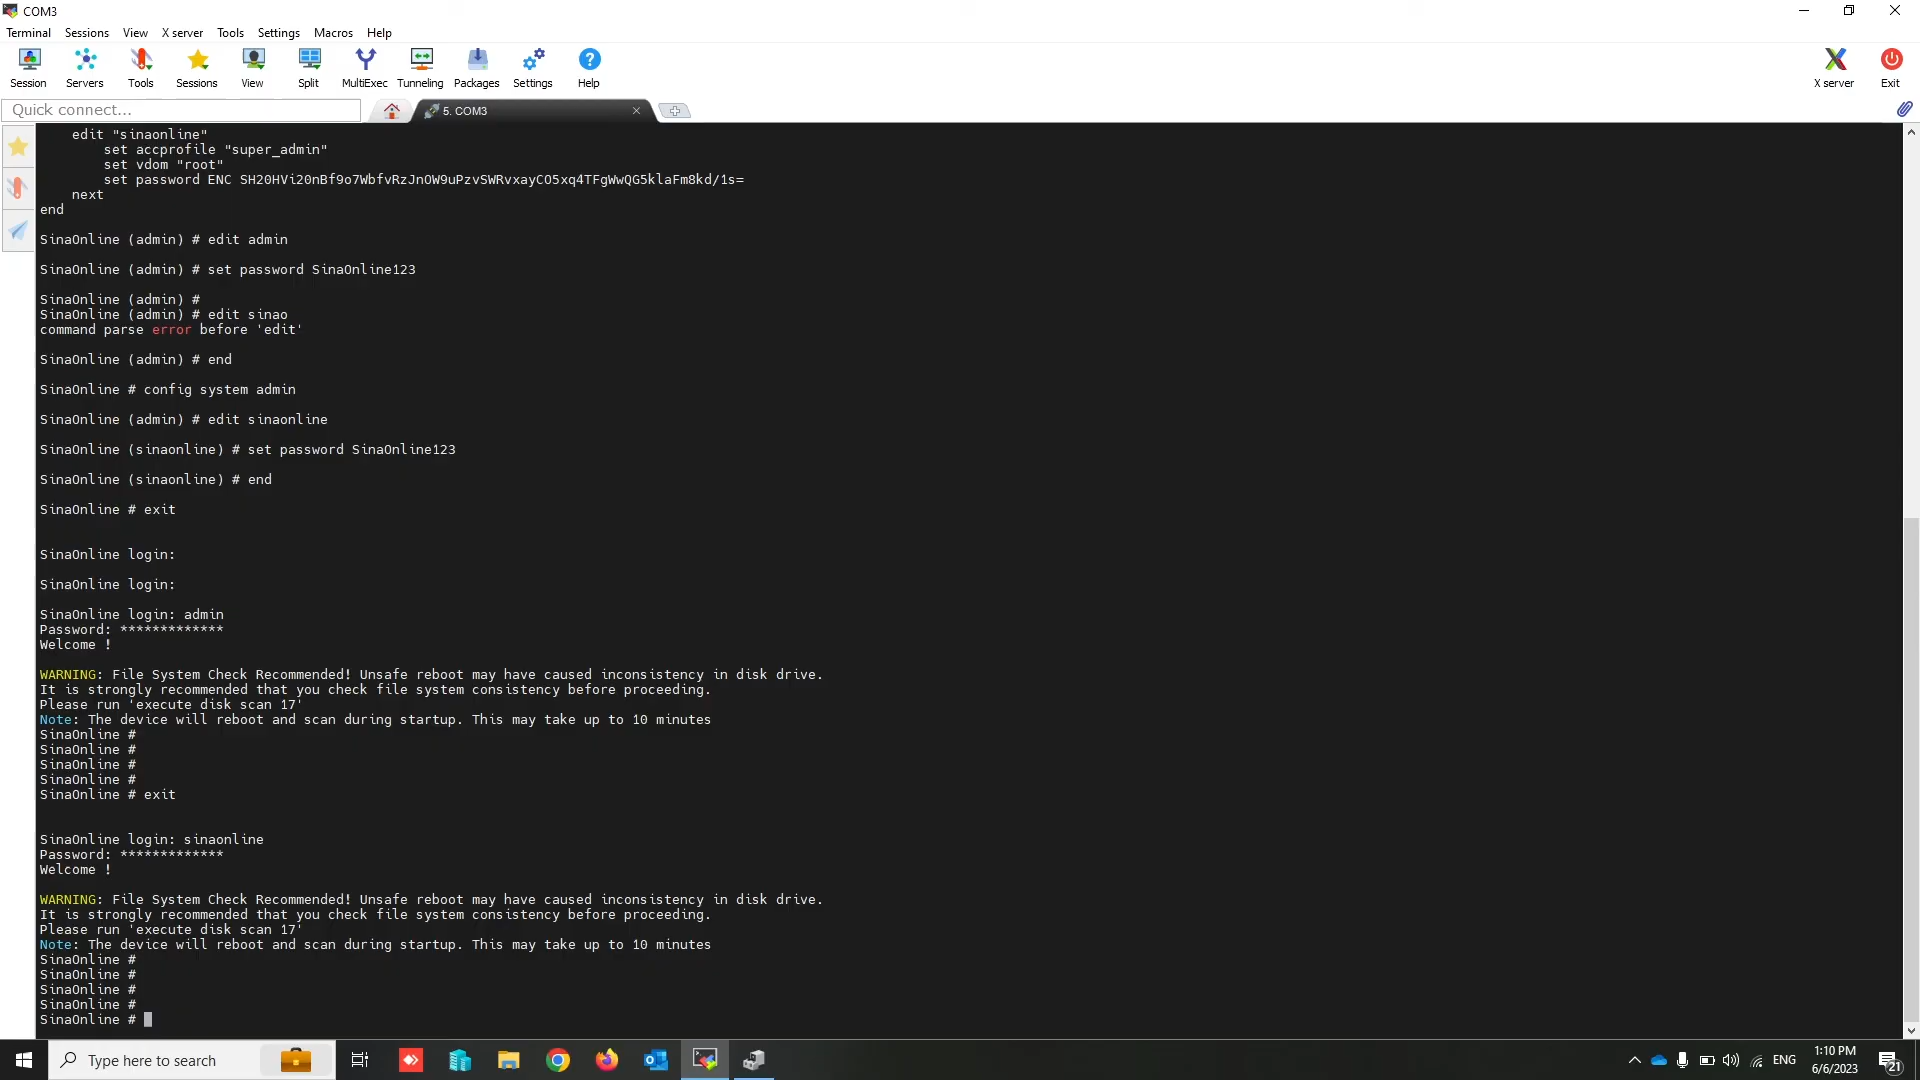 COM3
Terminal Sessions View X server Tools Settings Macros Help
Session Servers Tools Sessions View Split MultiExec Tunneling Packages Settings Help X server Exit
Quick connect...
5. COM3
edit "sinaonline"
set accprofile "super_admin"
set vdom "root"
set password ENC SH20HVi20nBf9o7WbfvRzJnOW9uPzvSWRvxayCO5xq4TFgWwQG5klaFm8kd/1s=
next
end
SinaOnline (admin) # edit admin
SinaOnline (admin) # set password SinaOnline123
SinaOnline (admin) #
SinaOnline (admin) # edit sinao
command parse error before 'edit'
SinaOnline (admin) # end
SinaOnline # config system admin
SinaOnline (admin) # edit sinaonline
SinaOnline (sinaonline) # set password SinaOnline123
SinaOnline (sinaonline) # end
SinaOnline # exit
SinaOnline login:
SinaOnline login:
SinaOnline login: admin
Password: *************
Welcome !
WARNING: File System Check Recommended! Unsafe reboot may have caused inconsistency in disk drive.
It is strongly recommended that you check file system consistency before proceeding.
Please run 'execute disk scan 17'
Note: The device will reboot and scan during startup. This may take up to 10 minutes
SinaOnline #
SinaOnline #
SinaOnline #
SinaOnline #
SinaOnline # exit
SinaOnline login: sinaonline
Password: *************
Welcome !
WARNING: File System Check Recommended! Unsafe reboot may have caused inconsistency in disk drive.
It is strongly recommended that you check file system consistency before proceeding.
Please run 'execute disk scan 17'
Note: The device will reboot and scan during startup. This may take up to 10 minutes
SinaOnline #
SinaOnline #
SinaOnline #
SinaOnline #
SinaOnline #
Type here to search
ENG
1:10 PM
6/6/2023
21